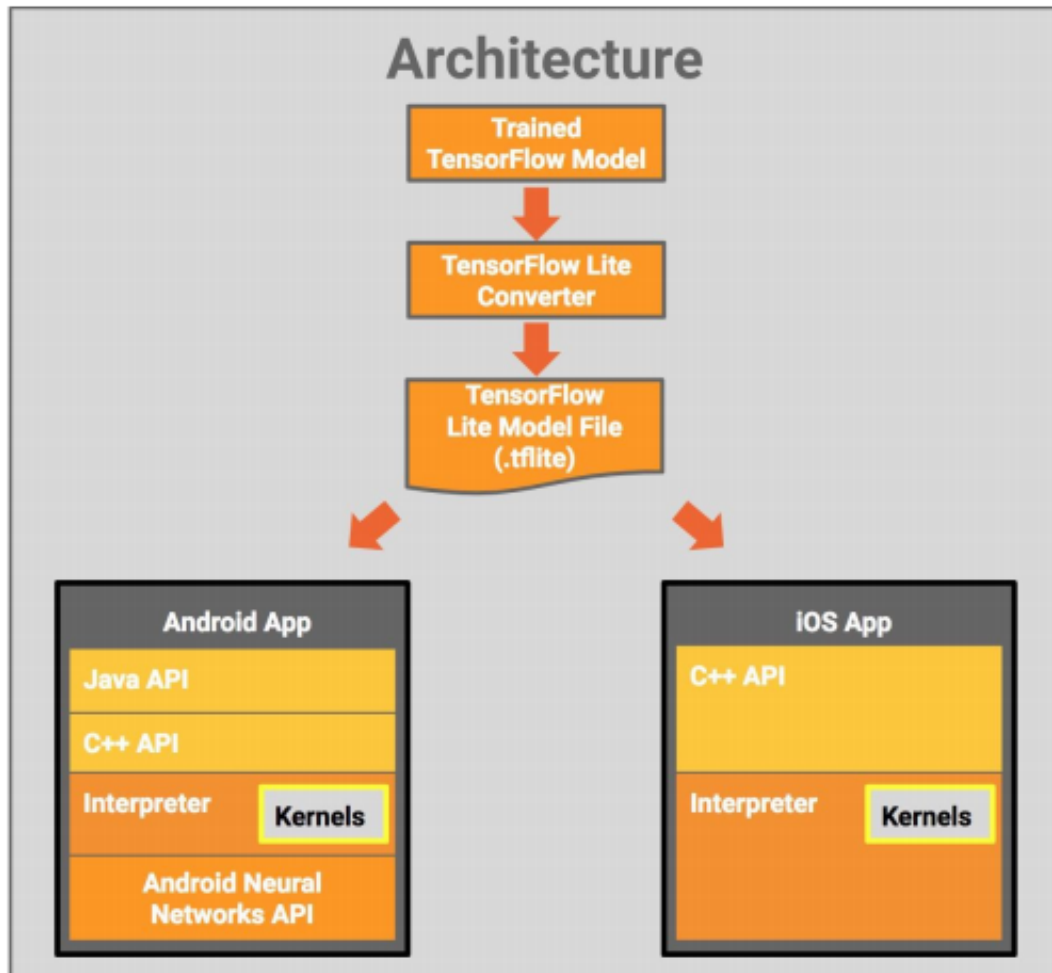 Architecture
Trained
TensorFlow Model
TensorFlow Lite
Converter
TensorFlow
Lite Model File
(.tflite)
Android App
Java API
C++ API
Interpreter
Kernels
Android Neural
Networks API
iOS App
C++ API
Interpreter
Kernels